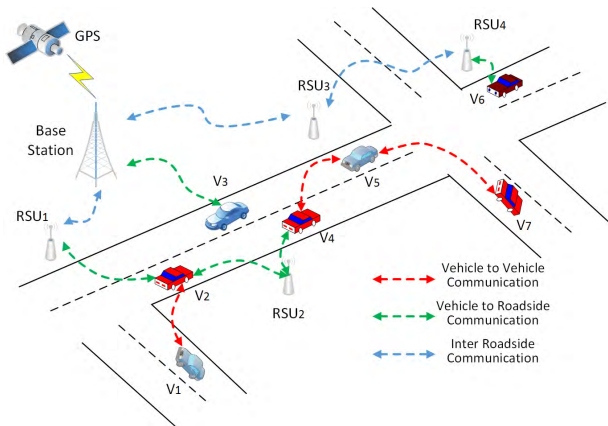 GPS
RSU4
RSU3
V6
Base
Station
V3
V5
RSU1
V4
V7
V2
RSU2
V1
Vehicle to Vehicle
Communication
Vehicle to Roadside
Communication
Inter Roadside
Communication